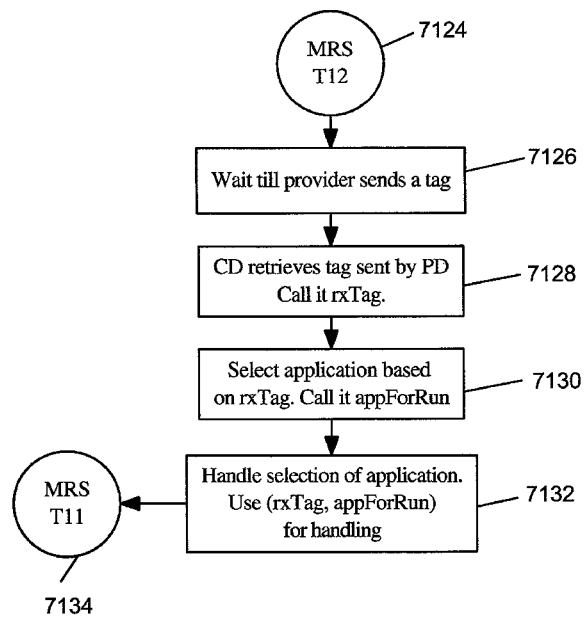 MRS
T12
7124
Wait till provider sends a tag
7126
CD retrieves tag sent by PD
Call it rxTag.
7128
Select application based
on rxTag. Call it appForRun
7130
Handle selection of application.
Use (rxTag, appForRun)
for handling
7132
MRS
T11
7134